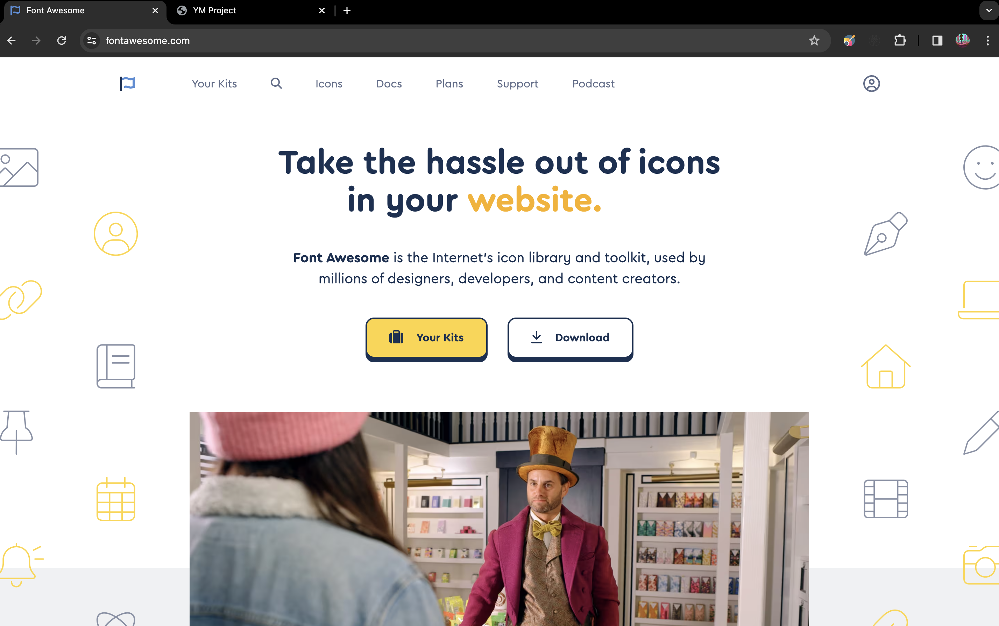 Font Awesome
YM Project
fontawesome.com
Your Kits
Icons
Docs
Plans
Support
Podcast
Take the hassle out of icons
in your website.
Font Awesome is the Internet's icon library and toolkit, used by
millions of designers, developers, and content creators.
Your Kits
Download